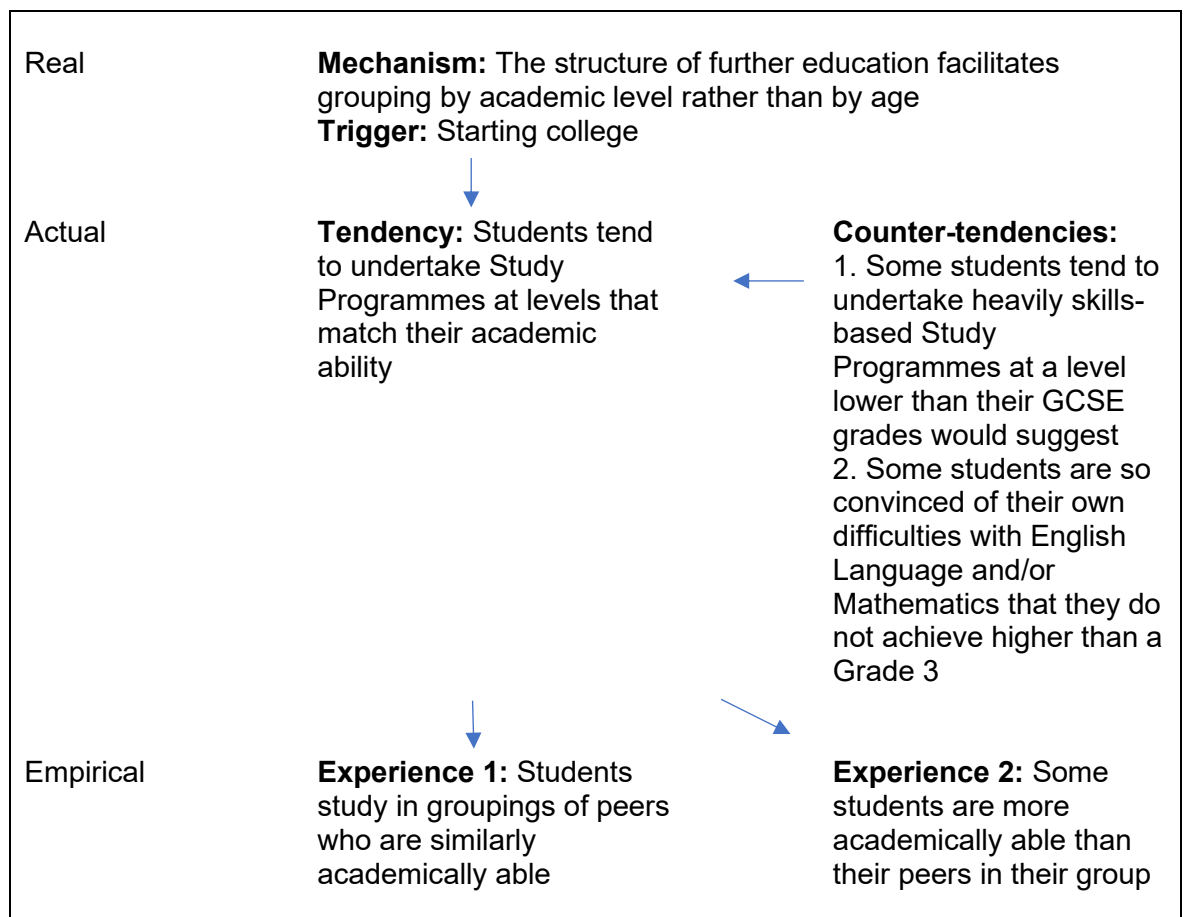 Real
Mechanism: The structure of further education facilitates
grouping by academic level rather than by age
Trigger: Starting college
Actual
Tendency: Students tend
to undertake Study
Programmes at levels that
match their academic
ability
Counter-tendencies:
1. Some students tend to
undertake heavily skills-
based Study
Programmes at a level
lower than their GCSE
grades would suggest
2. Some students are so
convinced of their own
difficulties with English
Language and/or
Mathematics that they do
not achieve higher than a
Grade 3
Empirical
Experience 1: Students
study in groupings of peers
who are similarly
academically able
Experience 2: Some
students are more
academically able than
their peers in their group